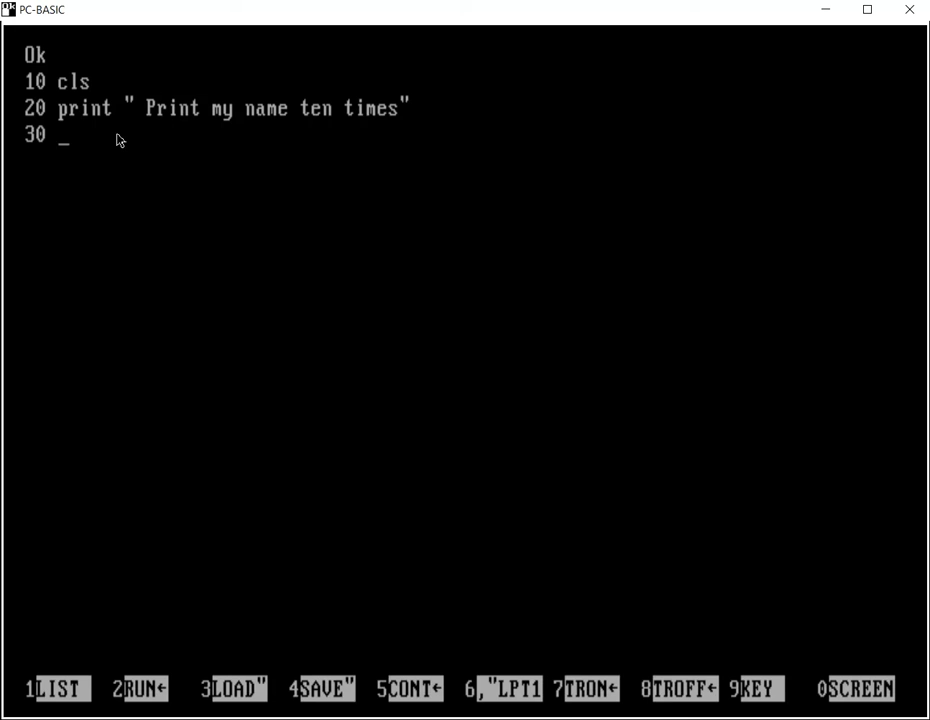 PC-BASIC
Ok
10 cls
20 print " Print my name ten times"
30 _
1LIST 2RUN← 3LOAD" 4SAVE" 5CONT← 6,"LPT1 7TRON← 8TROFF← 9KEY 0SCREEN